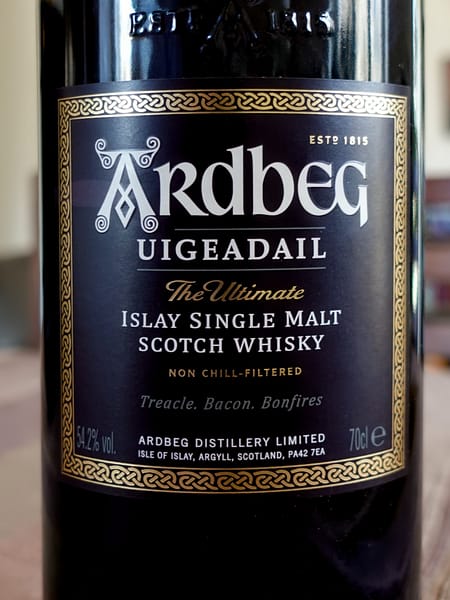 ESTD 1815
ESTD 1815
ARDBEG
UIGEADAIL
The Ultimate
ISLAY SINGLE MALT
SCOTCH WHISKY
NON CHILL-FILTERED
Treacle. Bacon. Bonfires
54.2% vol.
ARDBEG DISTILLERY LIMITED
70cl e
ISLE OF ISLAY, ARGYLL, SCOTLAND, PA42 7EA